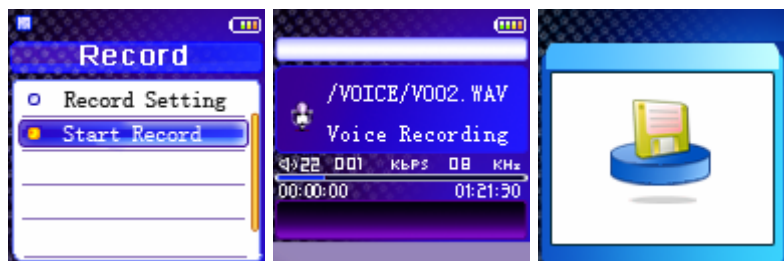 Record
Record Setting
Start Record
/VOICE/V002.WAV
Voice Recording
22 001 KbPS 08 KHz
00:00:00 01:21:30